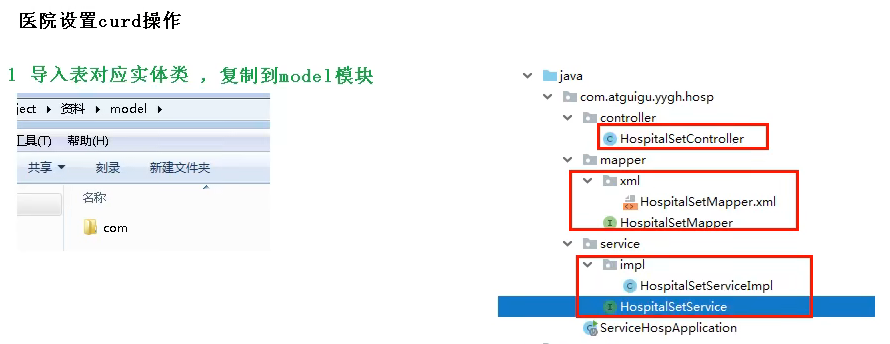 医院设置curd操作
1 导入表对应实体类 ，复制到model模块
ject ▸ 资料 ▸ model ▸
工具(T) 帮助(H)
共享 刻录 新建文件夹
名称
com
java
com.atguigu.yygh.hosp
controller
HospitalSetController
mapper
xml
HospitalSetMapper.xml
HospitalSetMapper
service
impl
HospitalSetServiceImpl
HospitalSetService
ServiceHospApplication